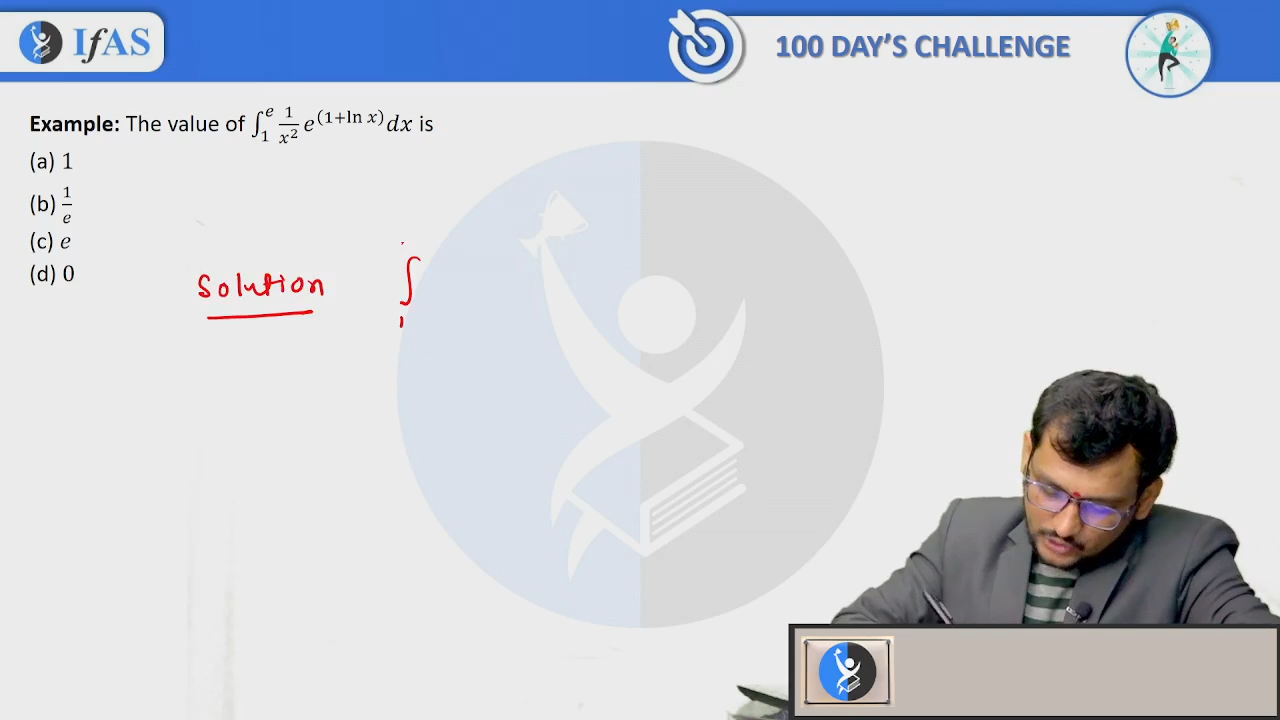 IfAS
100 DAY’S CHALLENGE
Example: The value of ∫₁ᵉ 1/x² e^(1+ln x) dx is
(a) 1
(b) 1/e
(c) e
(d) 0
Solution ∫₁